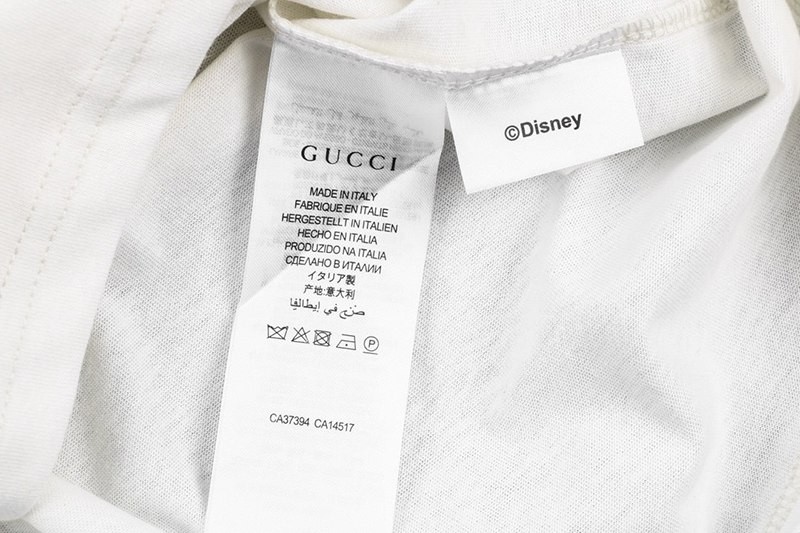 GUCCI
MADE IN ITALY
FABRIQUE EN ITALIE
HERGESTELLT IN ITALIEN
HECHO EN ITALIA
PRODUZIDO NA ITALIA
СДЕЛАНО В ИТАЛИИ
イタリア製
产地:意大利
صنع في إيطاليا
P
CA37394 CA14517
©Disney